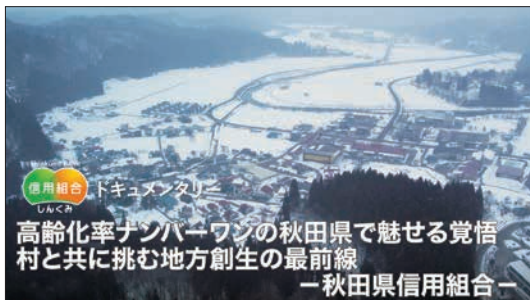 信用組合
しんくみ
ドキュメンタリー
高齢化率ナンバーワンの秋田県で魅せる覚悟
村と共に挑む地方創生の最前線
－秋田県信用組合－